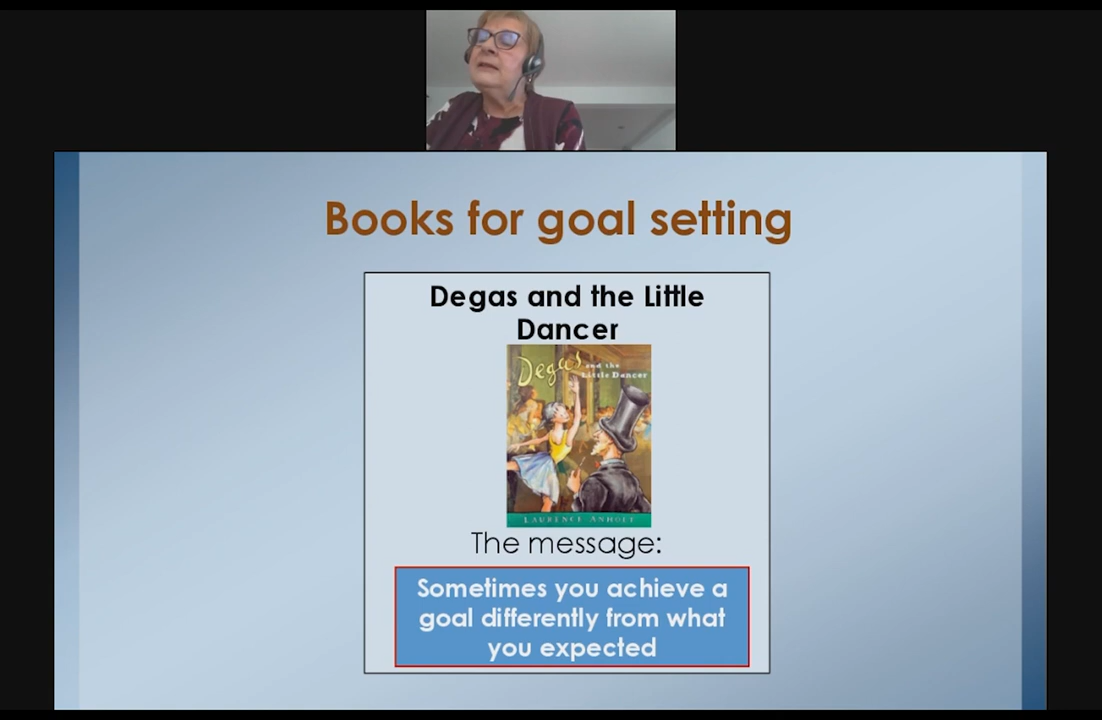 Books for goal setting
Degas and the Little
Dancer
Degas and the
Little Dancer
LAURENCE ANHOLT
The message:
Sometimes you achieve a
goal differently from what
you expected